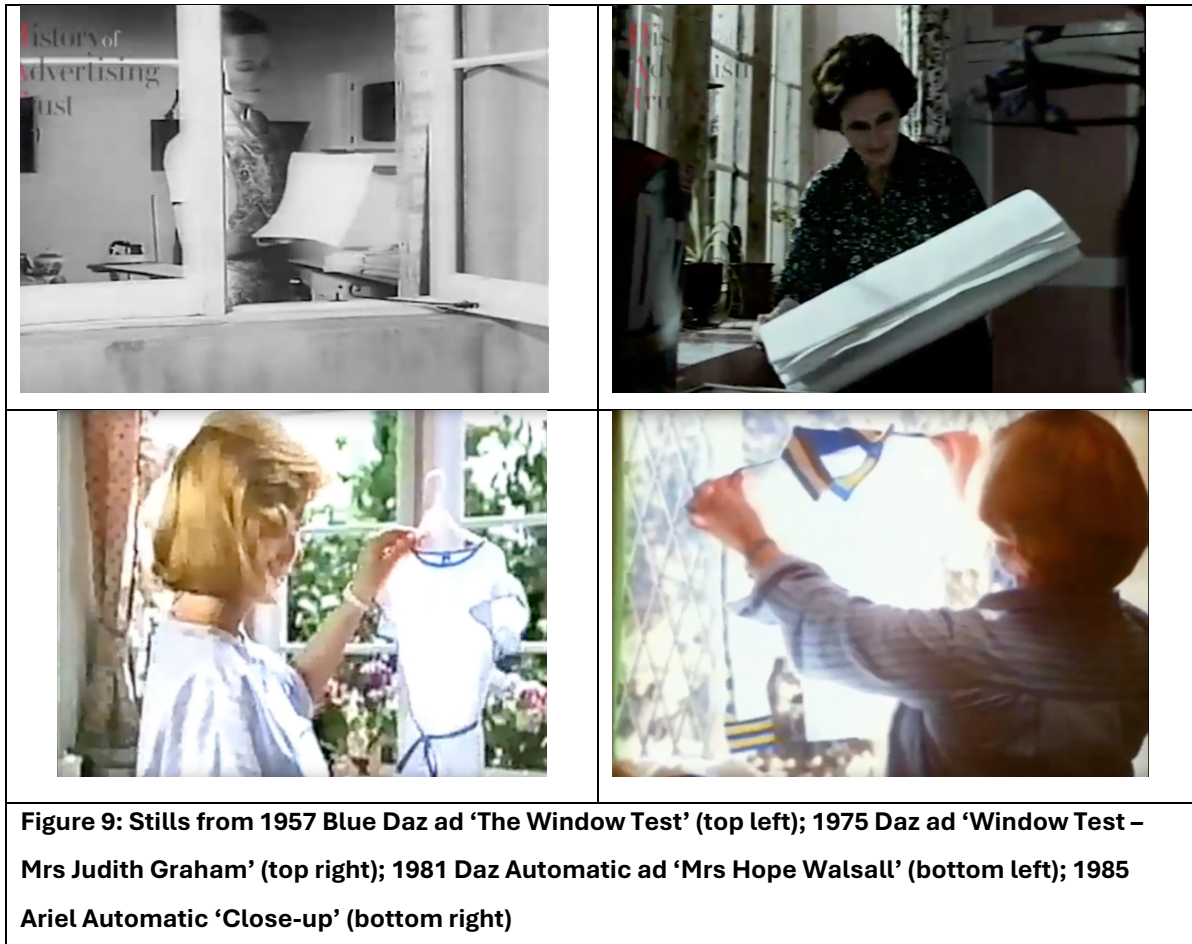 History of
Advertising
Trust
Figure 9: Stills from 1957 Blue Daz ad ‘The Window Test’ (top left); 1975 Daz ad ‘Window Test –
Mrs Judith Graham’ (top right); 1981 Daz Automatic ad ‘Mrs Hope Walsall’ (bottom left); 1985
Ariel Automatic ‘Close-up’ (bottom right)